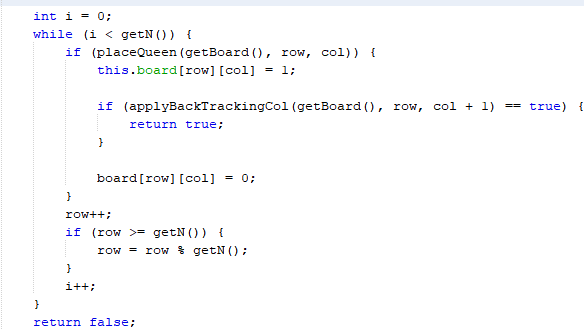 int i = 0;
while (i < getN()) {
if (placeQueen(getBoard(), row, col)) {
this.board[row][col] = 1;
if (applyBackTrackingCol(getBoard(), row, col + 1) == true) {
return true;
}
board[row][col] = 0;
}
row++;
if (row >= getN()) {
row = row % getN();
}
i++;
}
return false;